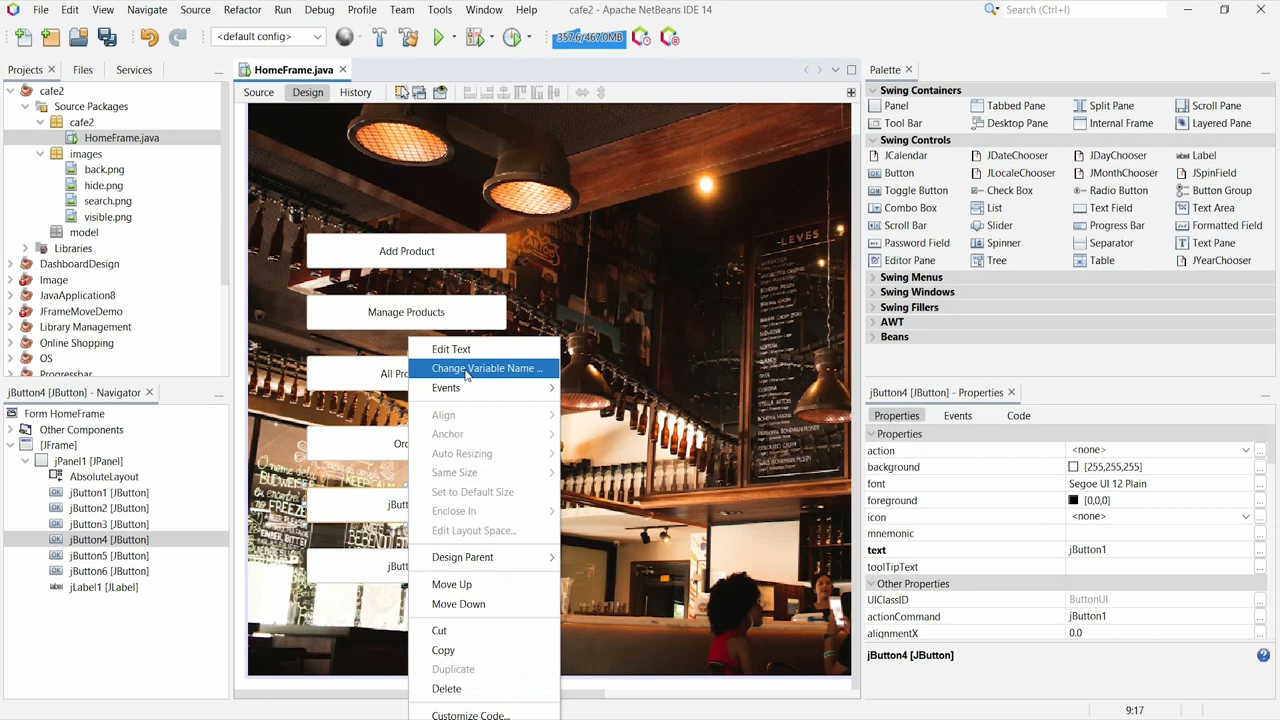 File Edit View Navigate Source Refactor Run Debug Profile Team Tools Window Help cafe2 - Apache NetBeans IDE 14 Search (Ctrl+I)
<default config> 357.6/467.0MB
Projects Files Services
cafe2
Source Packages
cafe2
HomeFrame.java
images
back.png
hide.png
search.png
visible.png
model
Libraries
DashboardDesign
Image
JavaApplication8
JFrameMoveDemo
Library Management
Online Shopping
OS
Progressbar
jButton4 [JButton] - Navigator
Form HomeFrame
Other Components
[JFrame]
jPanel1 [JPanel]
AbsoluteLayout
jButton1 [JButton]
jButton2 [JButton]
jButton3 [JButton]
jButton4 [JButton]
jButton5 [JButton]
jButton6 [JButton]
jLabel1 [JLabel]
HomeFrame.java
Source Design History
-LEVES-
Add Product
Manage Products
All Pro
Or
jBut
jBut
Edit Text
Change Variable Name ...
Events
Align
Anchor
Auto Resizing
Same Size
Set to Default Size
Enclose In
Edit Layout Space...
Design Parent
Move Up
Move Down
Cut
Copy
Duplicate
Delete
Customize Code...
Palette
Swing Containers
Panel Tabbed Pane Split Pane Scroll Pane
Tool Bar Desktop Pane Internal Frame Layered Pane
Swing Controls
JCalendar JDateChooser JDayChooser Label
Button JLocaleChooser JMonthChooser JSpinField
Toggle Button Check Box Radio Button Button Group
Combo Box List Text Field Text Area
Scroll Bar Slider Progress Bar Formatted Field
Password Field Spinner Separator Text Pane
Editor Pane Tree Table JYearChooser
Swing Menus
Swing Windows
Swing Fillers
AWT
Beans
jButton4 [JButton] - Properties
Properties Events Code
Properties
action <none>
background [255,255,255]
font Segoe UI 12 Plain
foreground [0,0,0]
icon <none>
mnemonic
text jButton1
toolTipText
Other Properties
UIClassID ButtonUI
actionCommand jButton1
alignmentX 0.0
jButton4 [JButton]
9:17